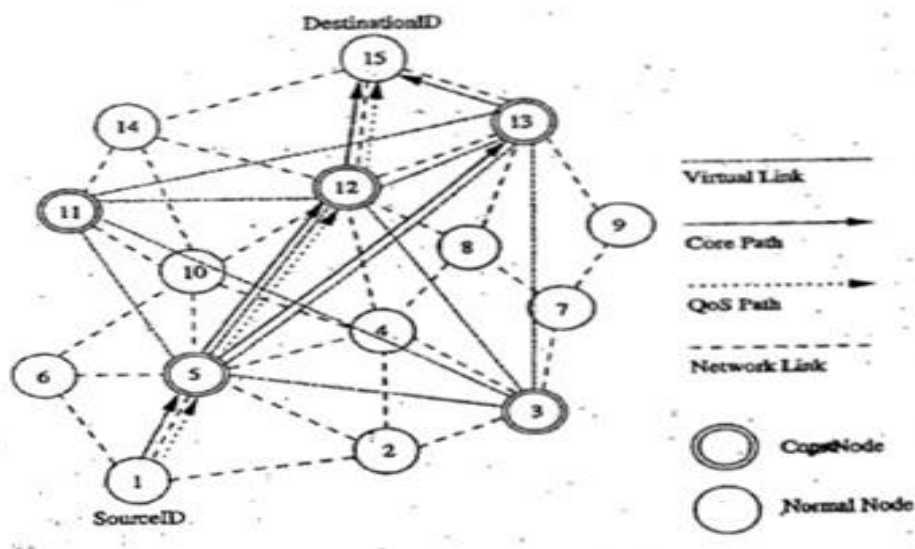 DestinationID
15
14
13
12
11
9
8
10
7
4
6
5
3
2
1
SourceID
Virtual Link
Core Path
QoS Path
Network Link
Node
Normal Node